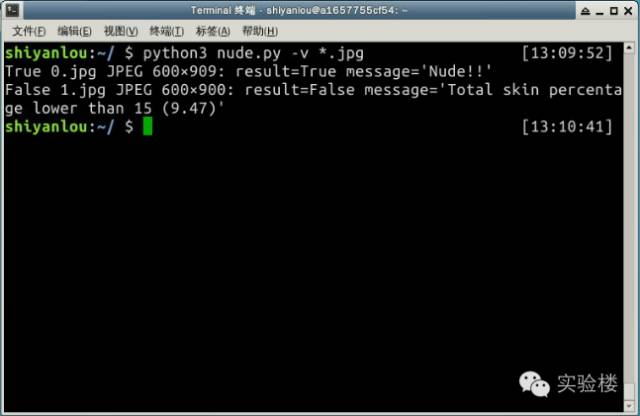 Terminal 终端 - shiyanlou@a1657755cf54: ~
文件(F) 编辑(E) 视图(V) 终端(T) 标签(A) 帮助(H)
shiyanlou:~/ $ python3 nude.py -v *.jpg [13:09:52]
True 0.jpg JPEG 600×909: result=True message='Nude!!'
False 1.jpg JPEG 600×900: result=False message='Total skin percenta
ge lower than 15 (9.47)'
shiyanlou:~/ $ [13:10:41]
实验楼